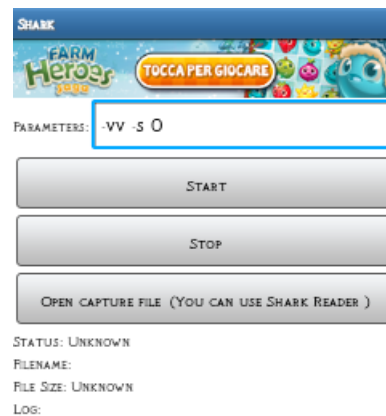 Shark
FARM
Heroes
SAGA
TOCCA PER GIOCARE
Parameters: -vv -s 0
Start
Stop
Open capture file (You can use Shark Reader )
Status: Unknown
Filename:
File Size: Unknown
Log: